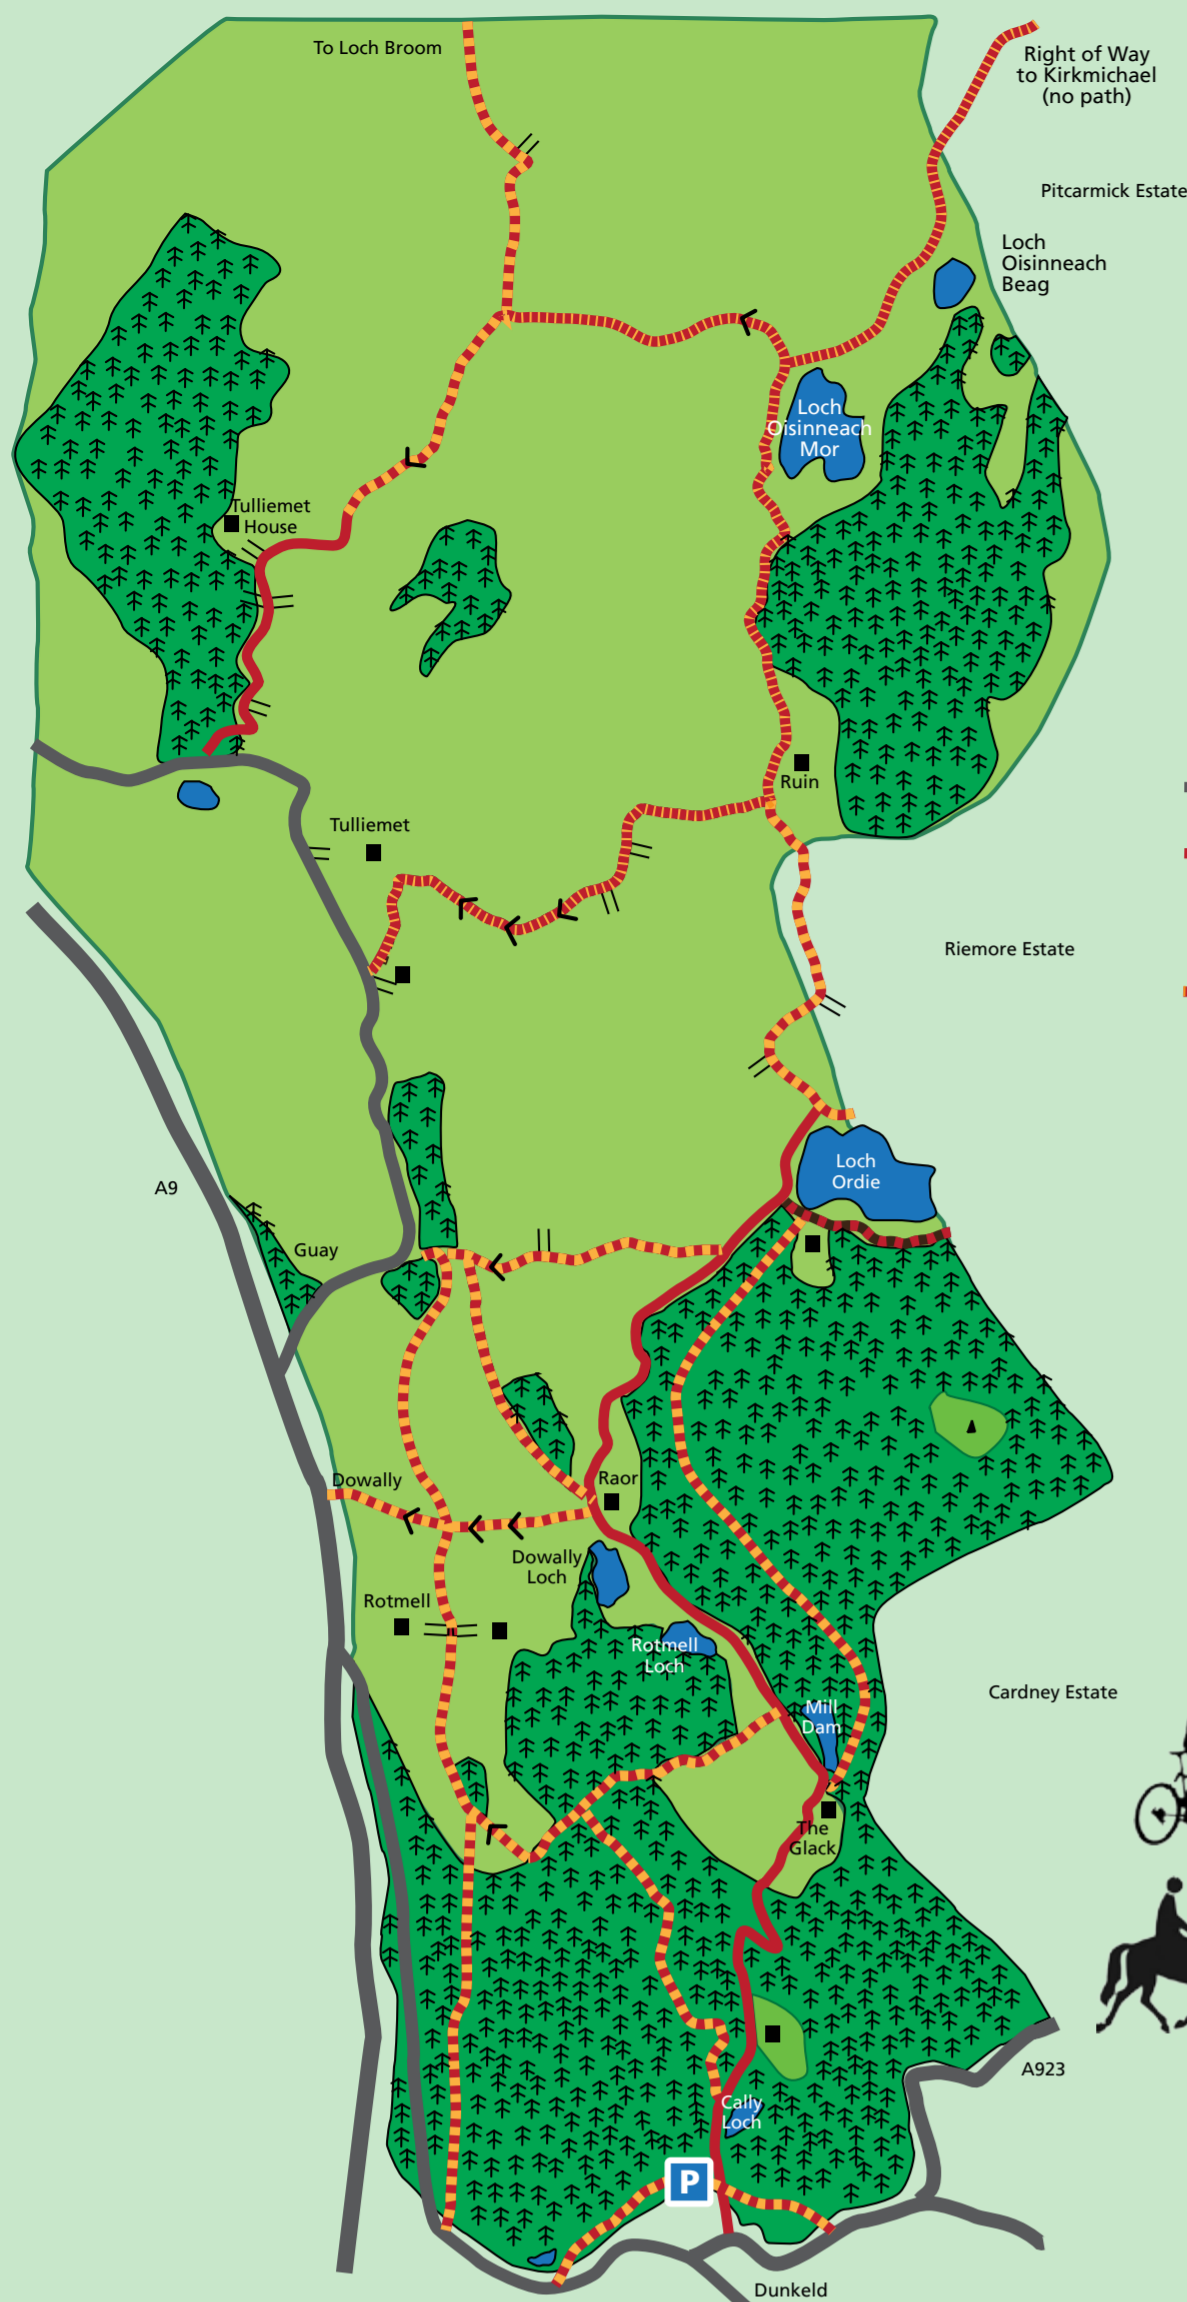 To Loch Broom
Right of Way
to Kirkmichael
(no path)
Pitcarmick Estate
Loch
Oisinneach
Beag
Loch
Oisinneach
Mor
Tulliemet
House
Ruin
Tulliemet
Riemore Estate
Loch
Ordie
A9
Guay
Raor
Dowally
Dowally
Loch
Rotmell
Rotmell
Loch
Cardney Estate
Mill
Dam
The
Glack
A923
Cally
Loch
P
Dunkeld